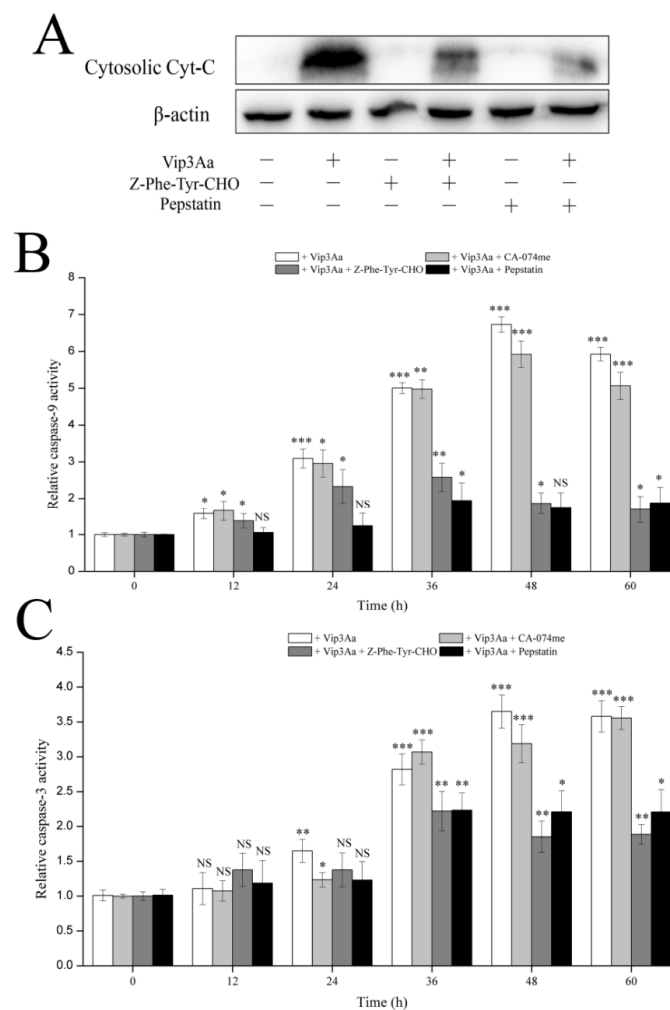 A
Cytosolic Cyt-C
β-actin
Vip3Aa − + − + − +
Z-Phe-Tyr-CHO − − + + − −
Pepstatin − − − − + +
B
+ Vip3Aa + Vip3Aa + CA-074me
+ Vip3Aa + Z-Phe-Tyr-CHO + Vip3Aa + Pepstatin
Relative caspase-9 activity
8
7
6
5
4
3
2
1
0
* * * NS
*** * * NS
*** ** ** *
*** *** * NS
*** *** * *
0 12 24 36 48 60
Time (h)
C
+ Vip3Aa + Vip3Aa + CA-074me
+ Vip3Aa + Z-Phe-Tyr-CHO + Vip3Aa + Pepstatin
Relative caspase-3 activity
4.5
4.0
3.5
3.0
2.5
2.0
1.5
1.0
0.5
0.0
NS NS NS NS
** * NS NS
*** *** ** **
*** *** ** *
*** *** ** *
0 12 24 36 48 60
Time (h)